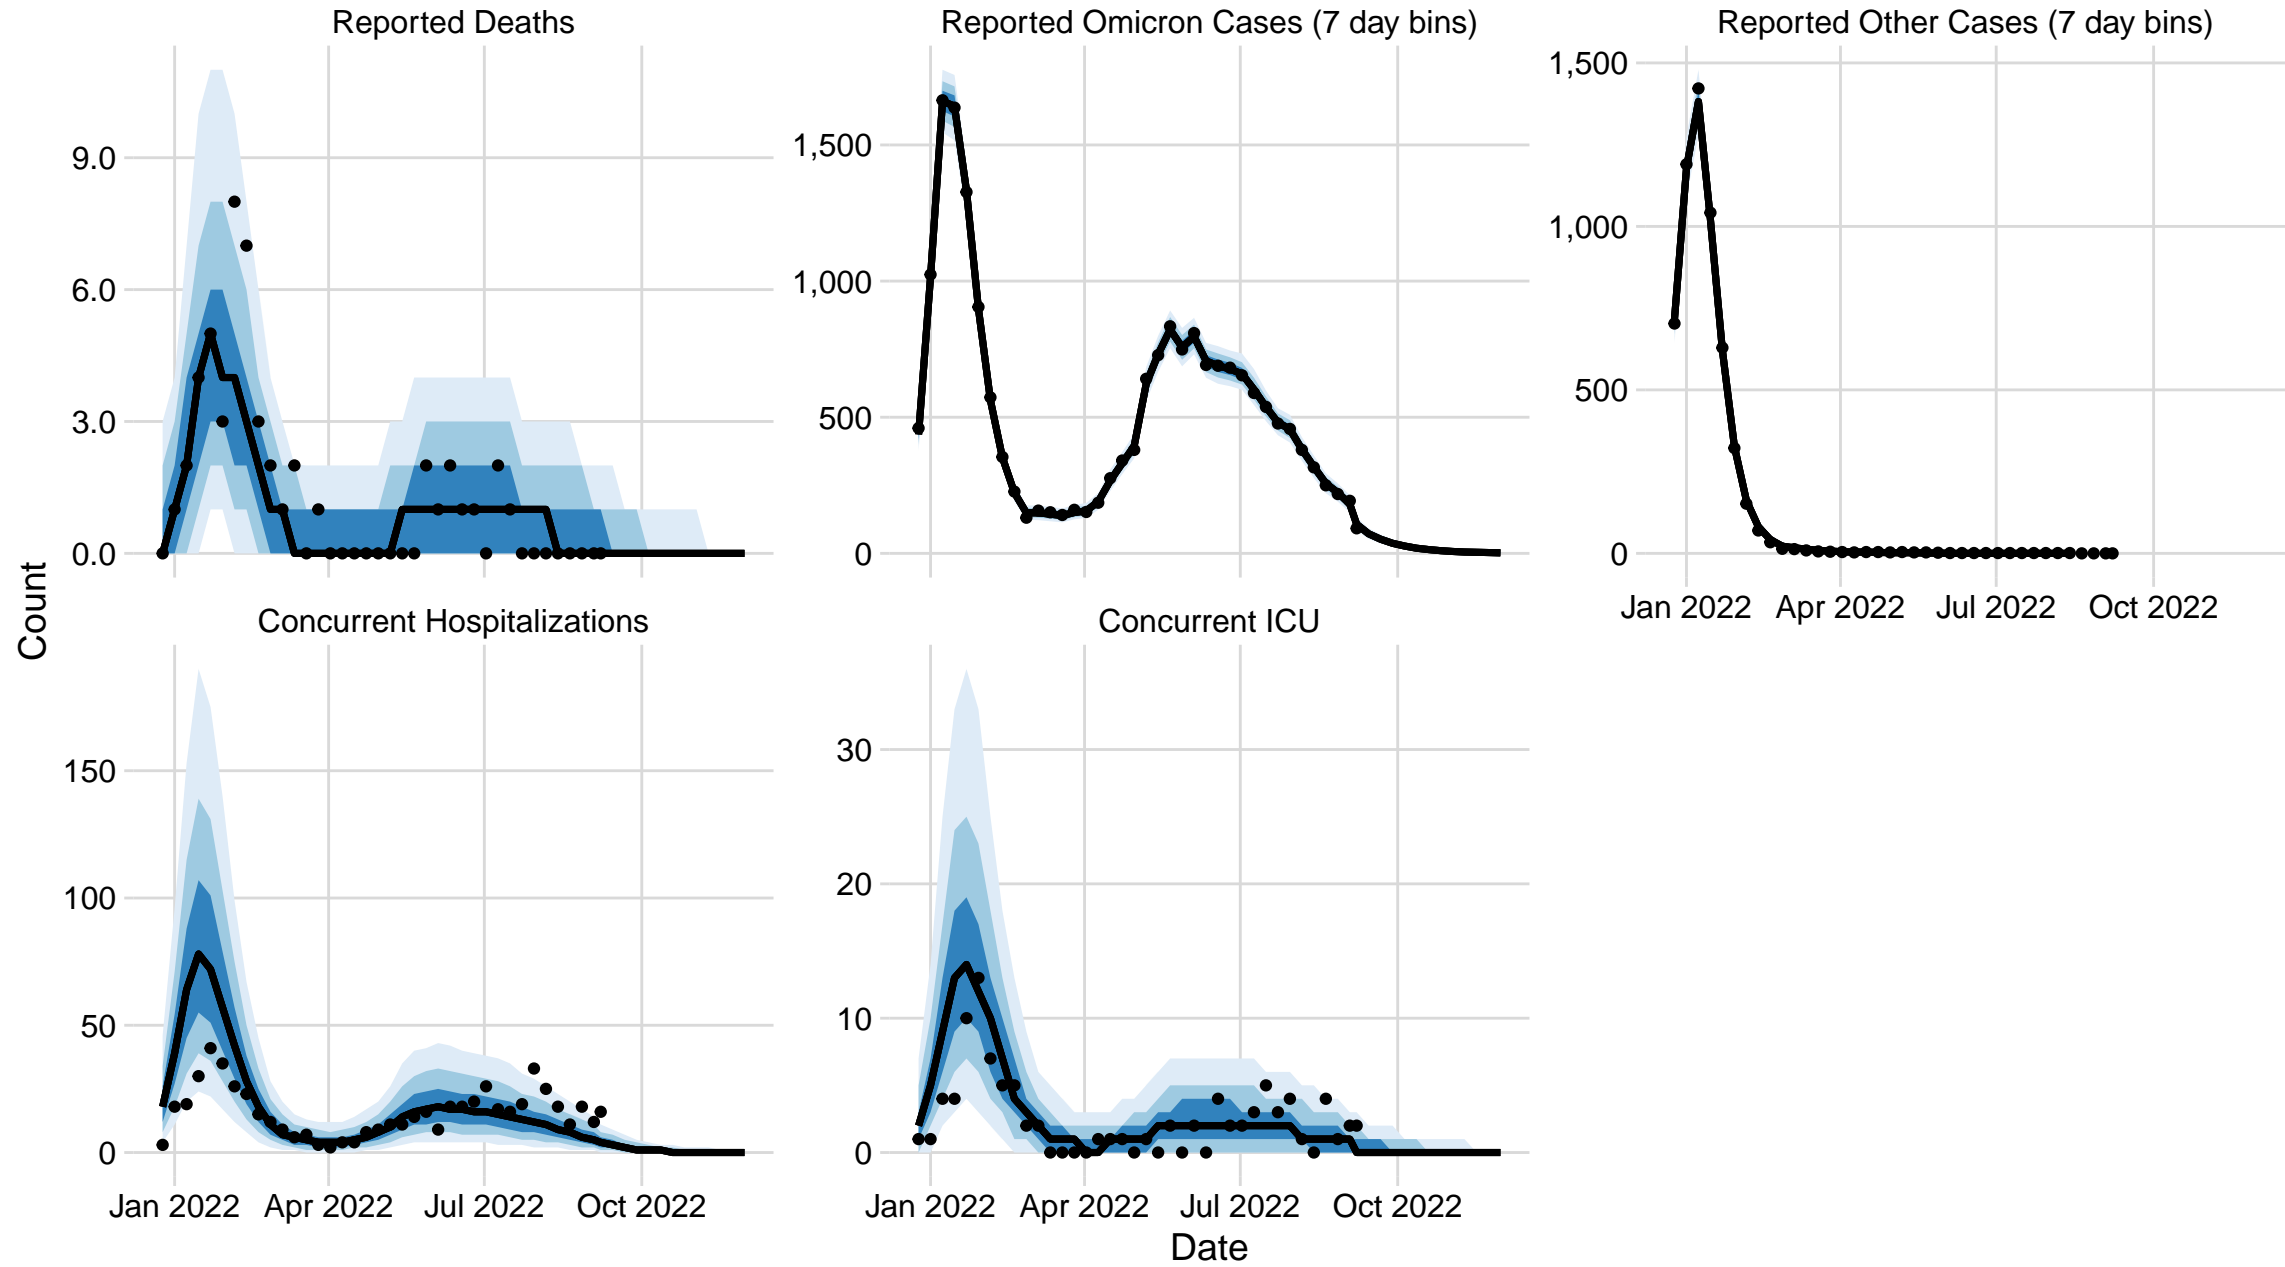 Reported Deaths
Reported Omicron Cases (7 day bins)
Reported Other Cases (7 day bins)
9.0
6.0
3.0
0.0
1,500
1,000
500
0
1,500
1,000
500
0
Jan 2022 Apr 2022 Jul 2022 Oct 2022
Count
Concurrent Hospitalizations
Concurrent ICU
150
100
50
0
30
20
10
0
Jan 2022 Apr 2022 Jul 2022 Oct 2022
Jan 2022 Apr 2022 Jul 2022 Oct 2022
Date